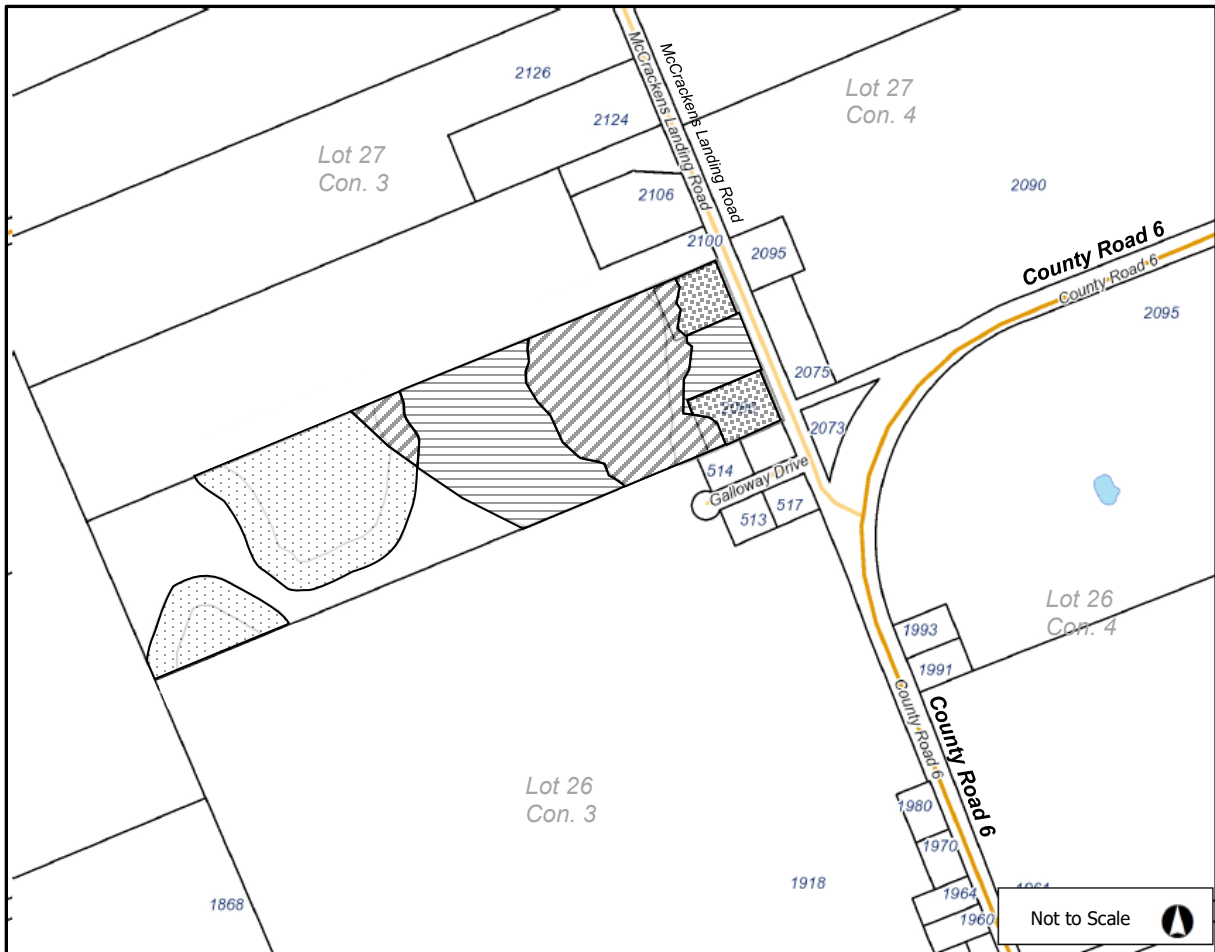 2126
2124
McCrackens Landing Road
McCrackens Landing Road
Lot 27
Con. 4
Lot 27
Con. 3
2106
2090
2100
2095
County Road 6
County Road 6
2095
2075
2073
514
Galloway Drive
517
513
Lot 26
Con. 4
1993
1991
County Road 6
County Road 6
Lot 26
Con. 3
1980
1970
1918
1964
1964
1868
1960
Not to Scale